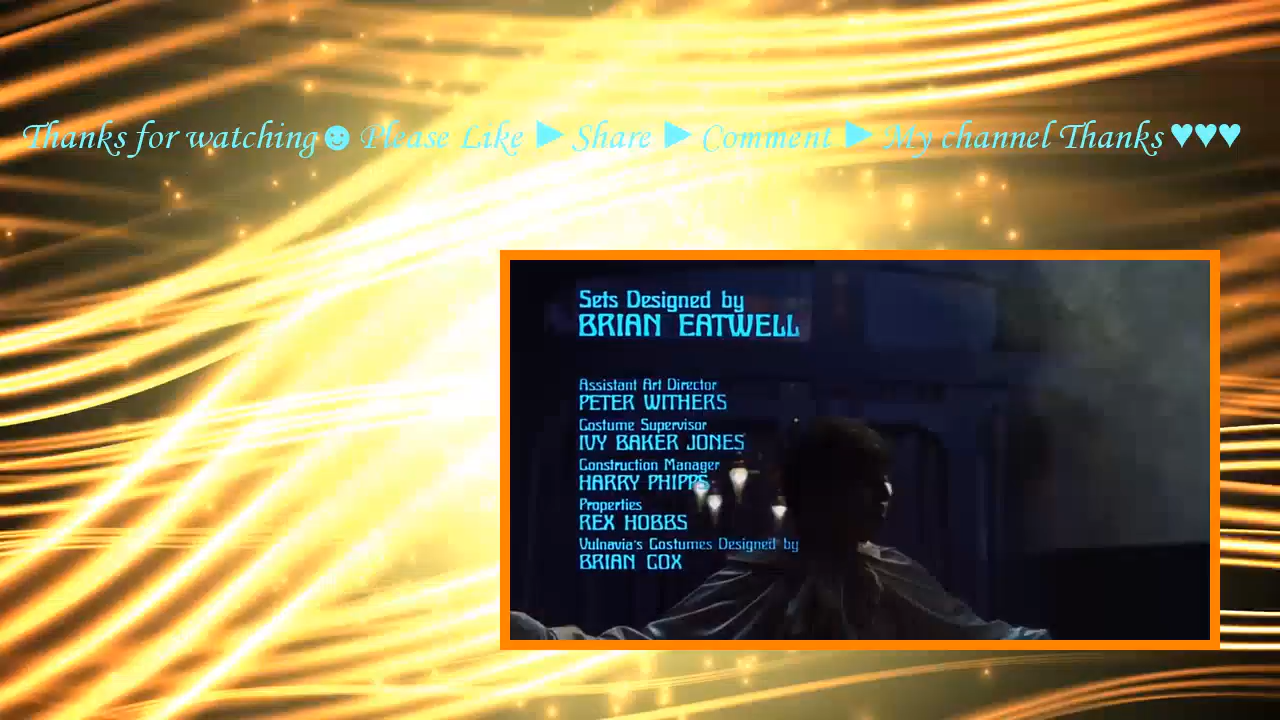 Thanks for watching☻Please Like ► Share ► Comment ► My channel Thanks ♥♥♥
Sets Designed by
BRIAN EATWELL
Assistant Art Director
PETER WITHERS
Costume Supervisor
IVY BAKER JONES
Construction Manager
HARRY PHIPPS
Properties
REX HOBBS
Vulnavia's Costumes Designed by
BRIAN COX